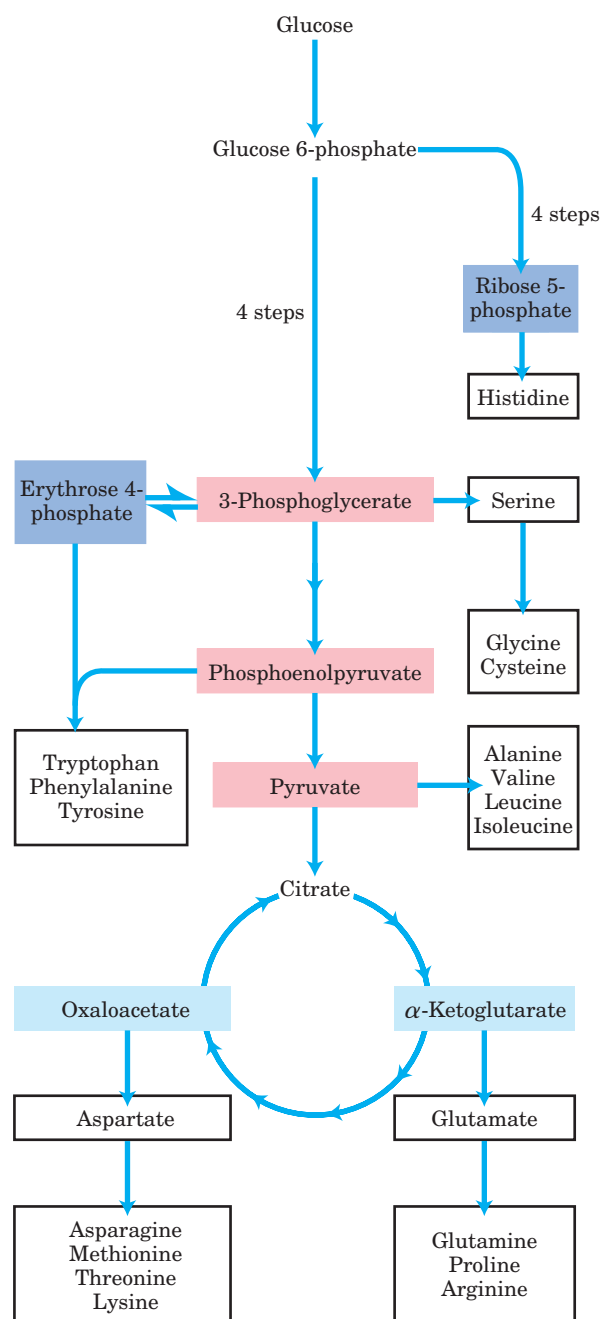 Glucose
Glucose 6-phosphate
4 steps
Ribose 5-
phosphate
4 steps
Histidine
Erythrose 4-
phosphate
3-Phosphoglycerate
Serine
Glycine
Cysteine
Phosphoenolpyruvate
Tryptophan
Phenylalanine
Tyrosine
Pyruvate
Alanine
Valine
Leucine
Isoleucine
Citrate
Oxaloacetate
α-Ketoglutarate
Aspartate
Glutamate
Asparagine
Methionine
Threonine
Lysine
Glutamine
Proline
Arginine